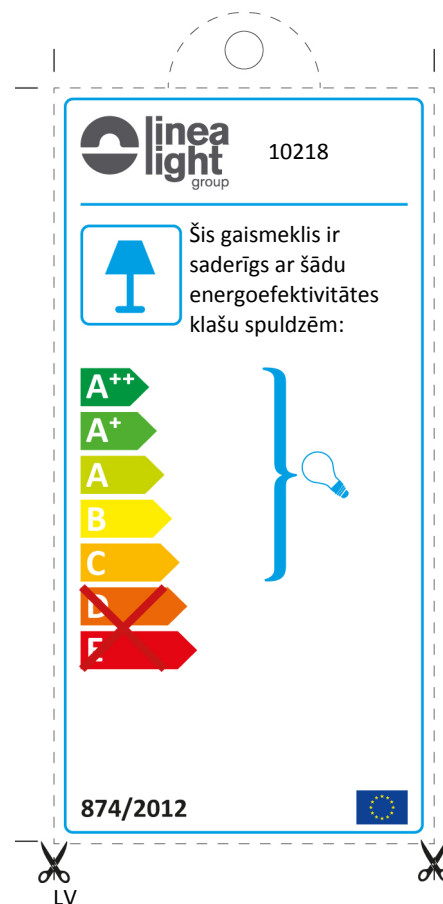 linea
light
group
10218
Šis gaismeklis ir
saderīgs ar šādu
energoefektivitātes
klašu spuldzēm:
A++
A+
A
B
C
D
E
874/2012
LV